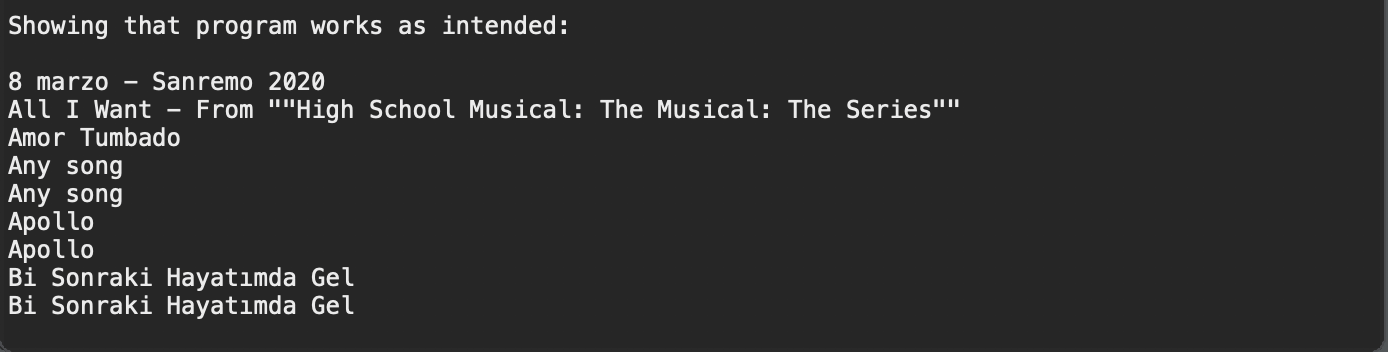 Showing that program works as intended:
8 marzo – Sanremo 2020
All I Want – From ""High School Musical: The Musical: The Series""
Amor Tumbado
Any song
Any song
Apollo
Apollo
Bi Sonraki Hayatımda Gel
Bi Sonraki Hayatımda Gel